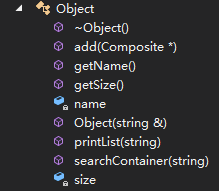 Object
~Object()
add(Composite *)
getName()
getSize()
name
Object(string &)
printList(string)
searchContainer(string)
size